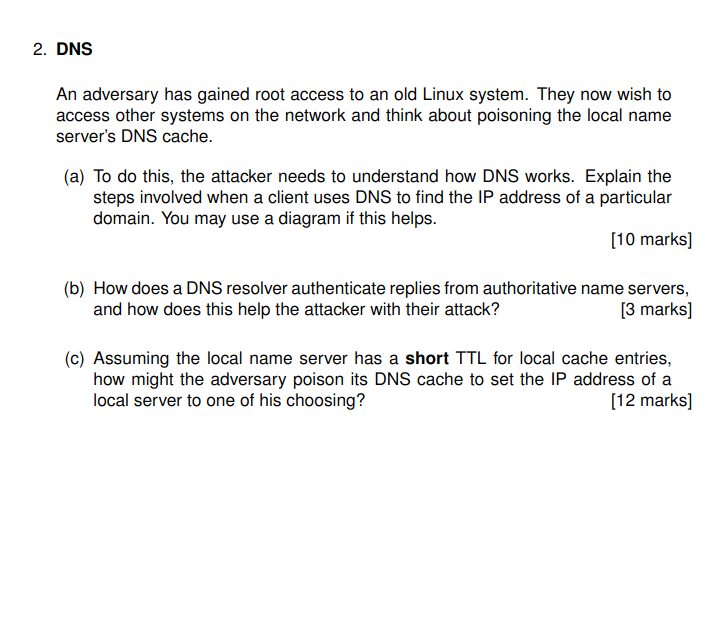 2. DNS
An adversary has gained root access to an old Linux system. They now wish to
access other systems on the network and think about poisoning the local name
server's DNS cache.
(a) To do this, the attacker needs to understand how DNS works. Explain the
steps involved when a client uses DNS to find the IP address of a particular
domain. You may use a diagram if this helps.
[10 marks]
(b) How does a DNS resolver authenticate replies from authoritative name servers,
and how does this help the attacker with their attack? [3 marks]
(c) Assuming the local name server has a short TTL for local cache entries,
how might the adversary poison its DNS cache to set the IP address of a
local server to one of his choosing? [12 marks]